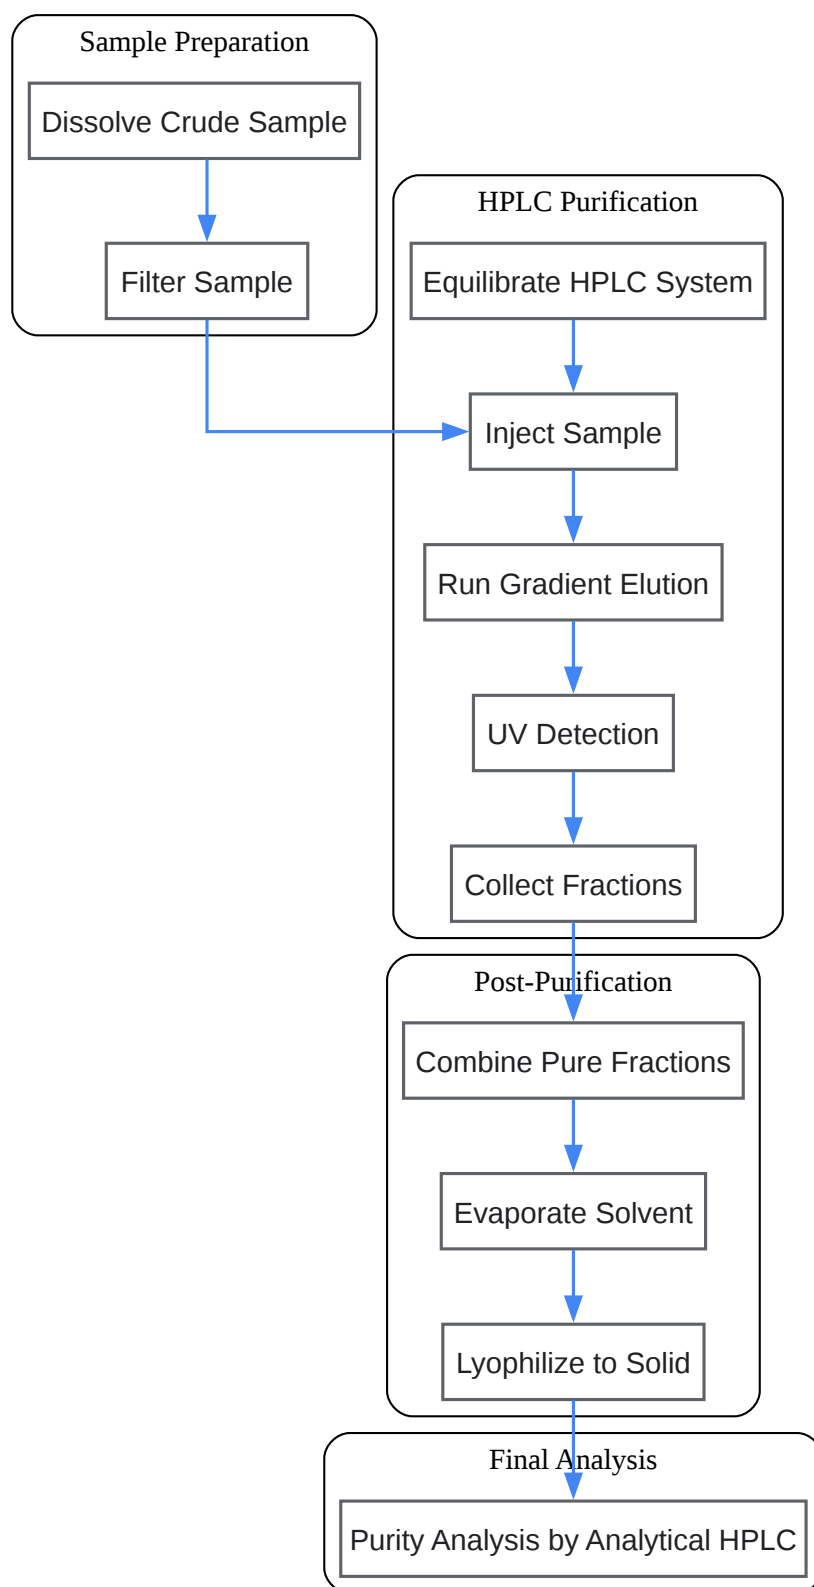 Sample Preparation
Dissolve Crude Sample
Filter Sample
HPLC Purification
Equilibrate HPLC System
Inject Sample
Run Gradient Elution
UV Detection
Collect Fractions
Post-Purification
Combine Pure Fractions
Evaporate Solvent
Lyophilize to Solid
Final Analysis
Purity Analysis by Analytical HPLC